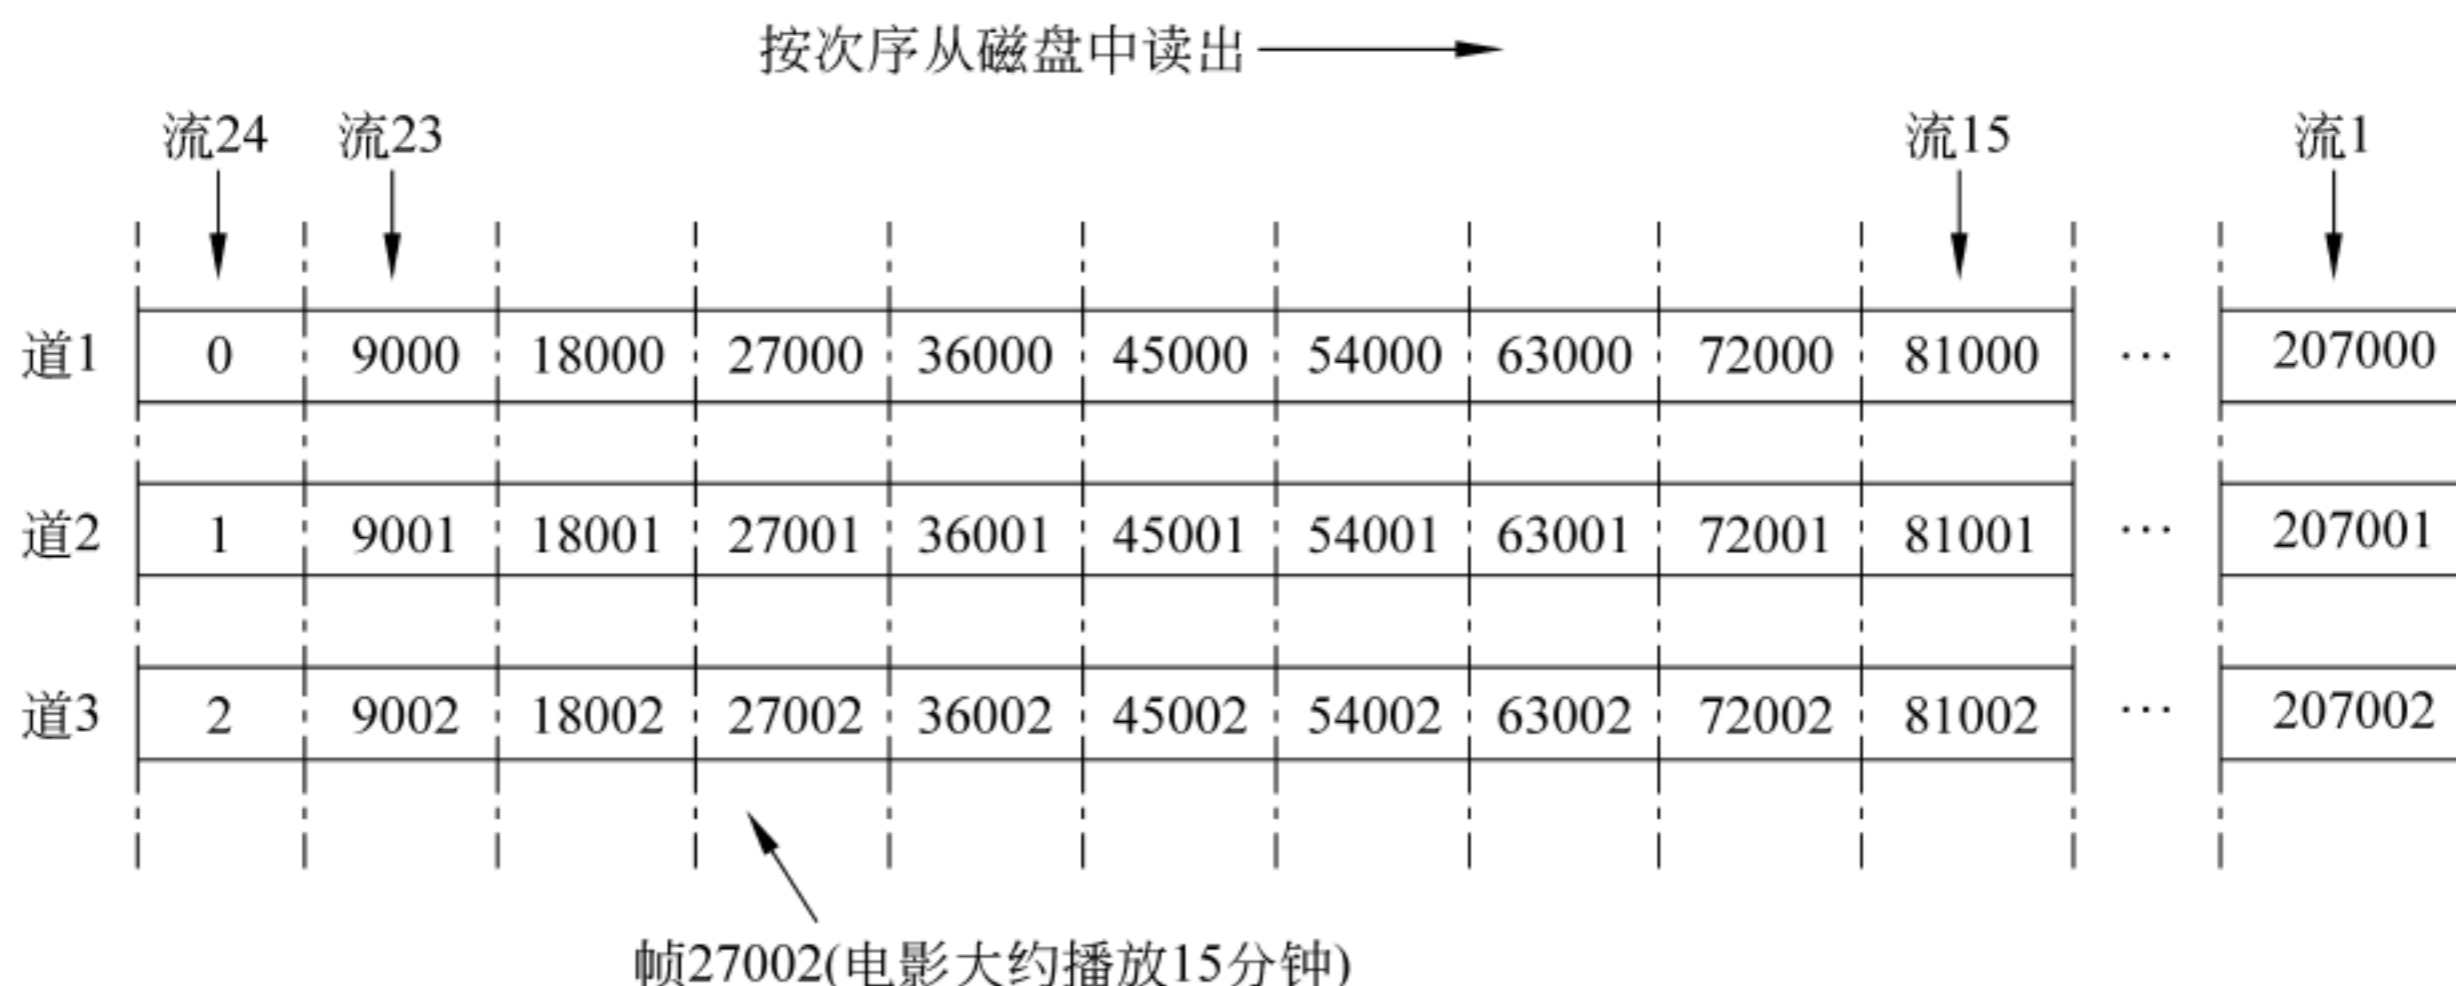 按次序从磁盘中读出
流24 流23 流15 流1
道1 0 9000 18000 27000 36000 45000 54000 63000 72000 81000 … 207000
道2 1 9001 18001 27001 36001 45001 54001 63001 72001 81001 … 207001
道3 2 9002 18002 27002 36002 45002 54002 63002 72002 81002 … 207002
帧27002(电影大约播放15分钟)